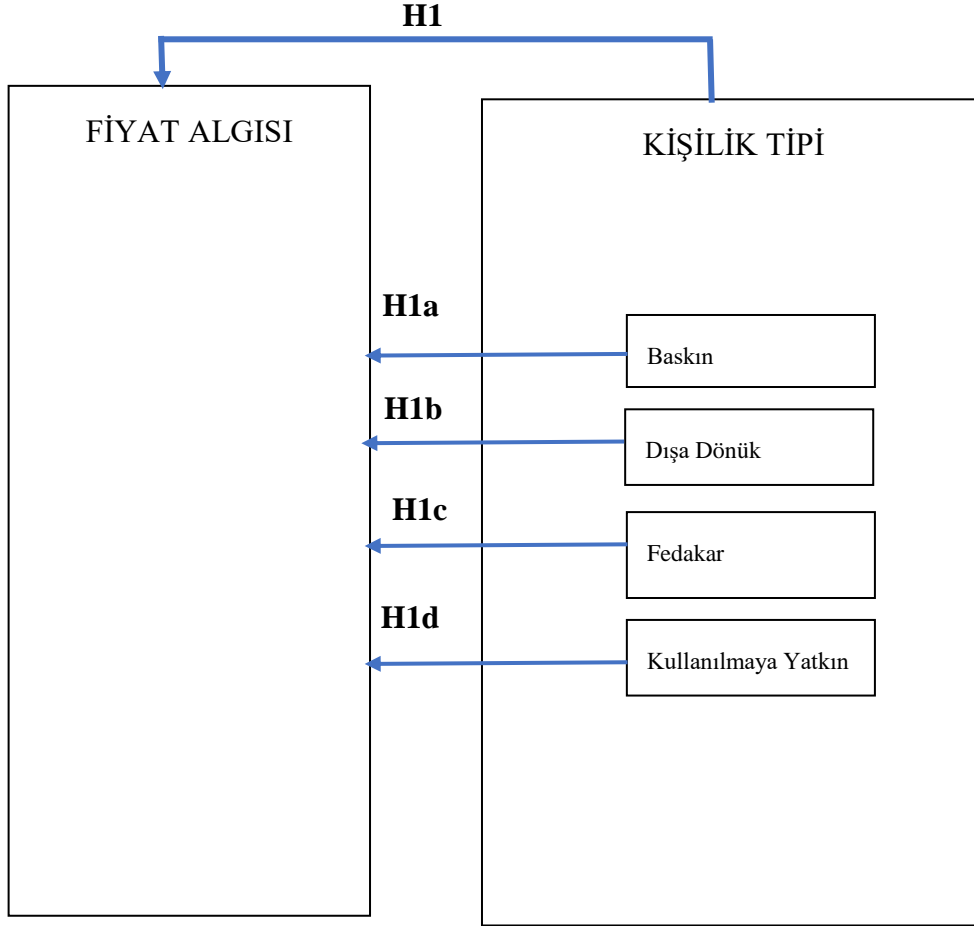 H1
FİYAT ALGISI
KİŞİLİK TİPİ
H1a
Baskın
H1b
Dışa Dönük
H1c
Fedakar
H1d
Kullanılmaya Yatkın